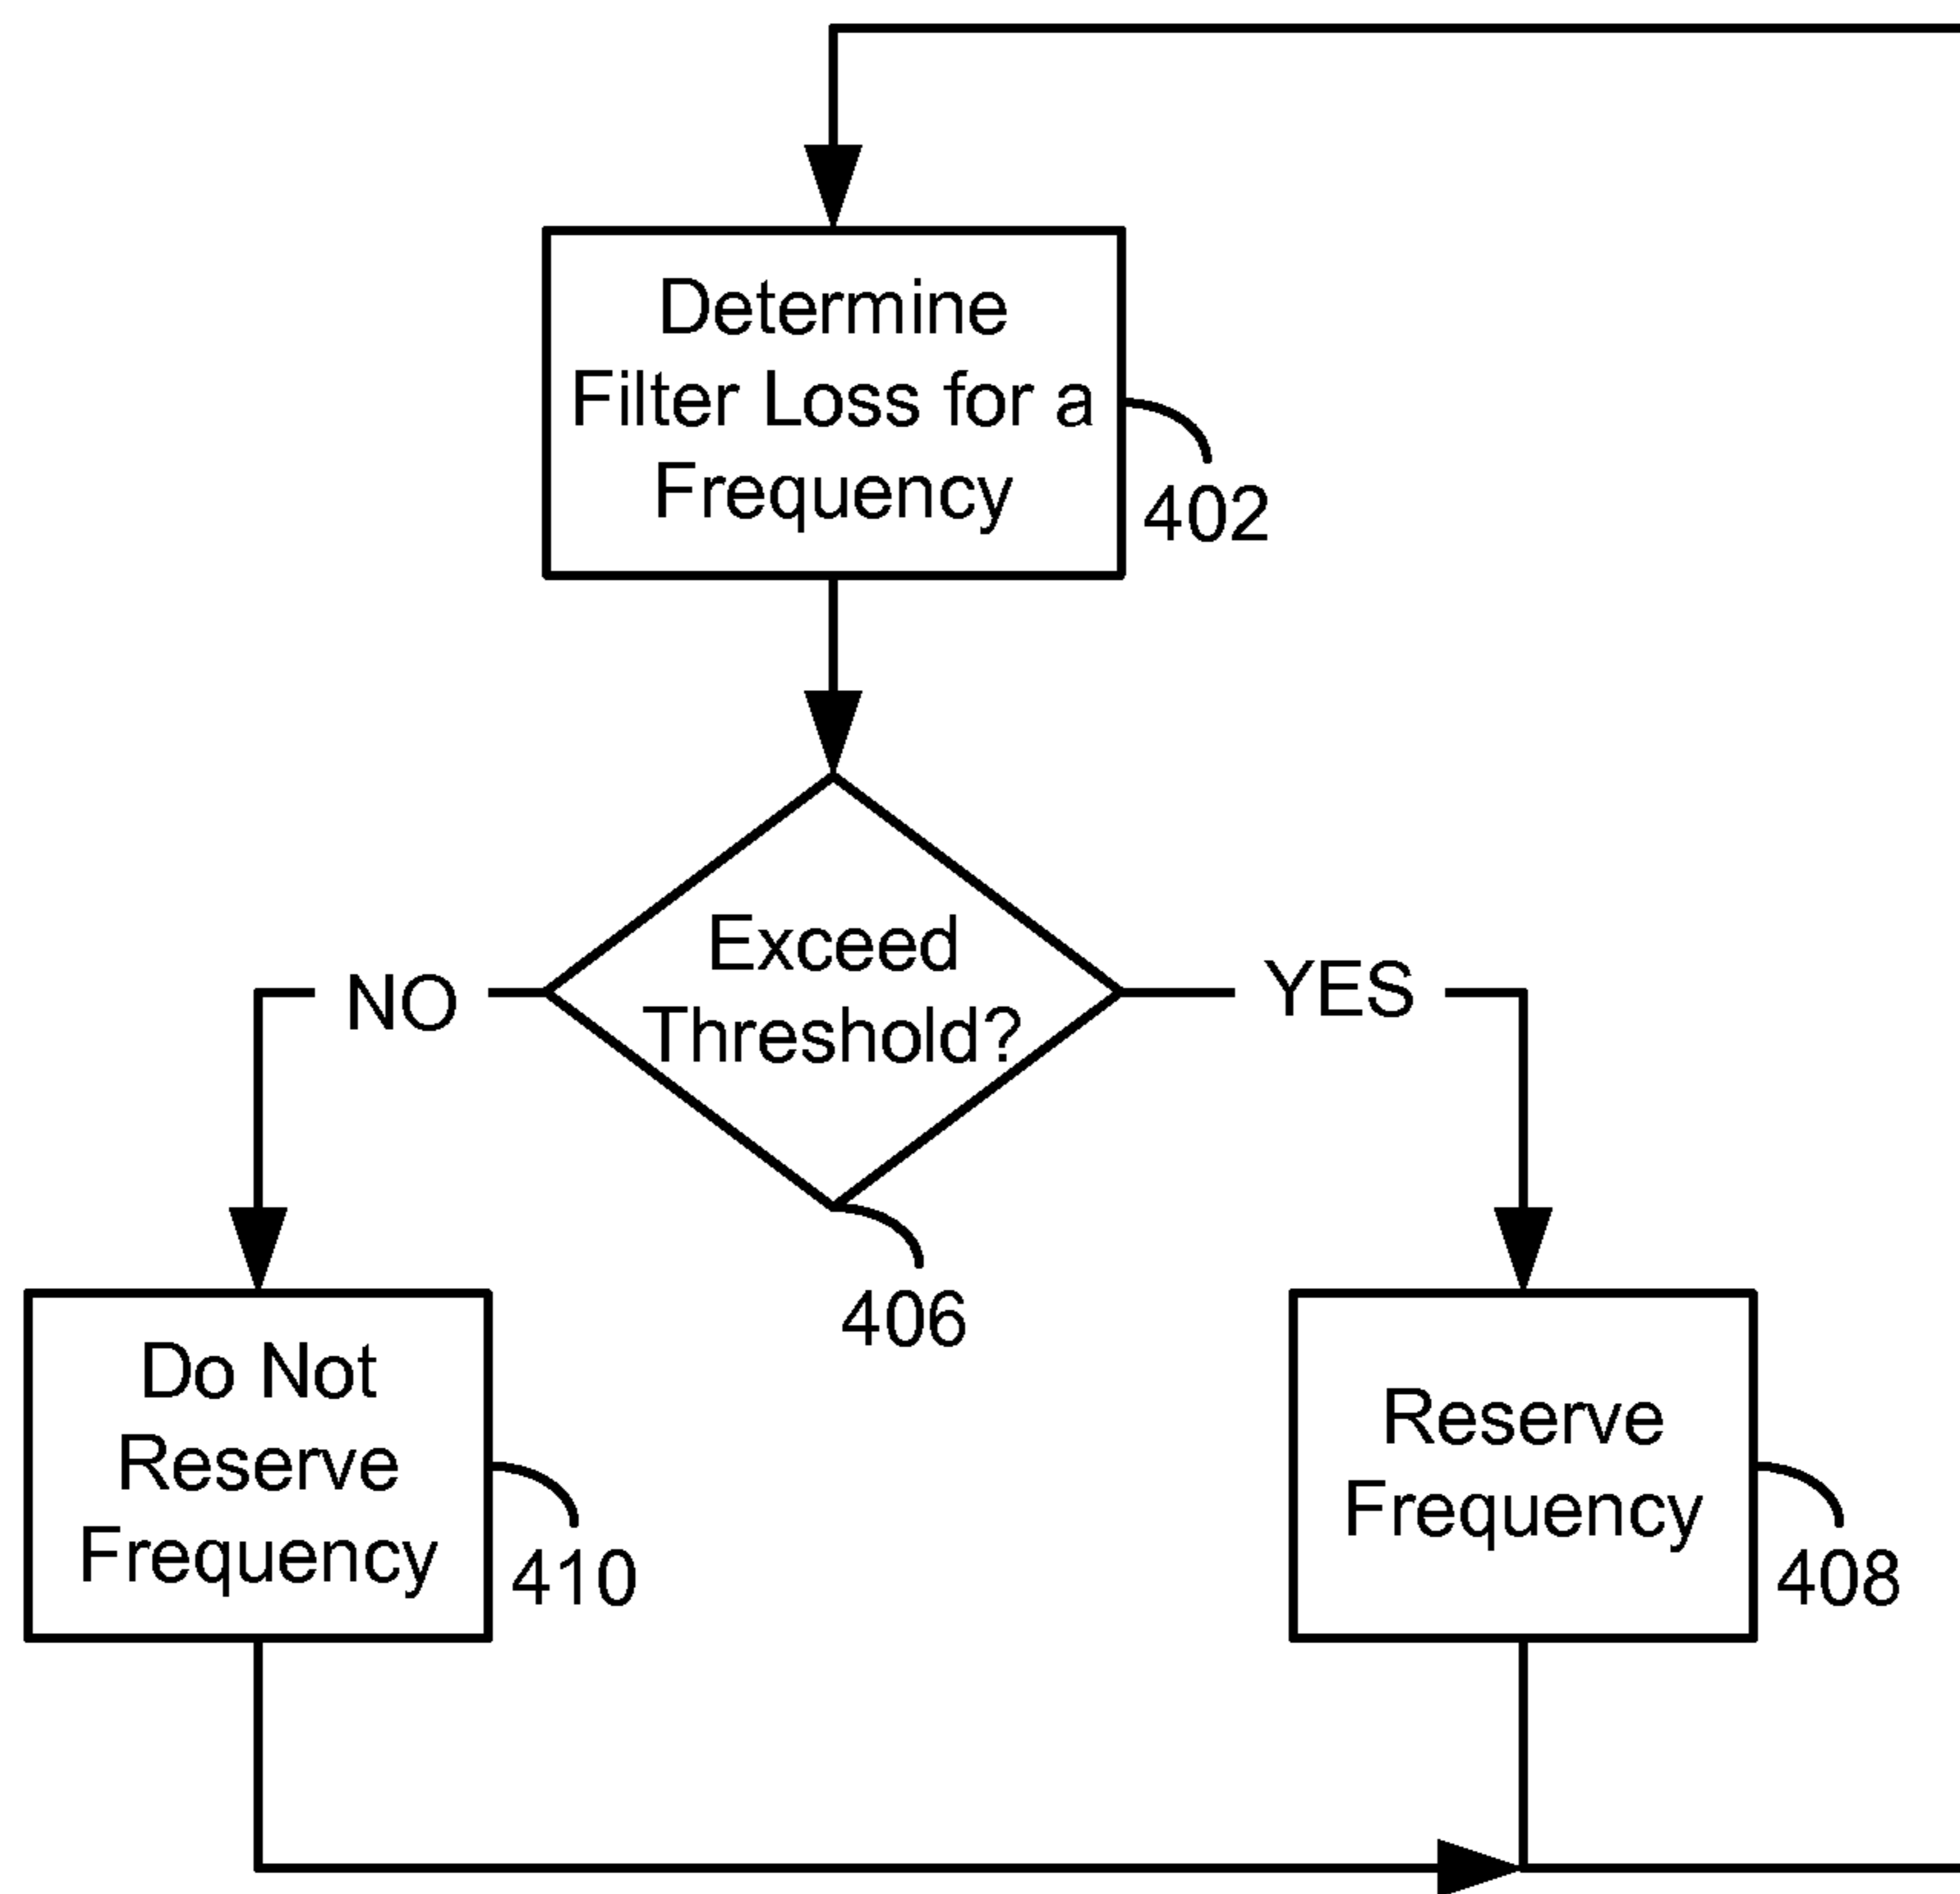 Determine
Filter Loss for a
Frequency
402
Exceed
Threshold?
NO
YES
406
Do Not
Reserve
Frequency
410
Reserve
Frequency
408